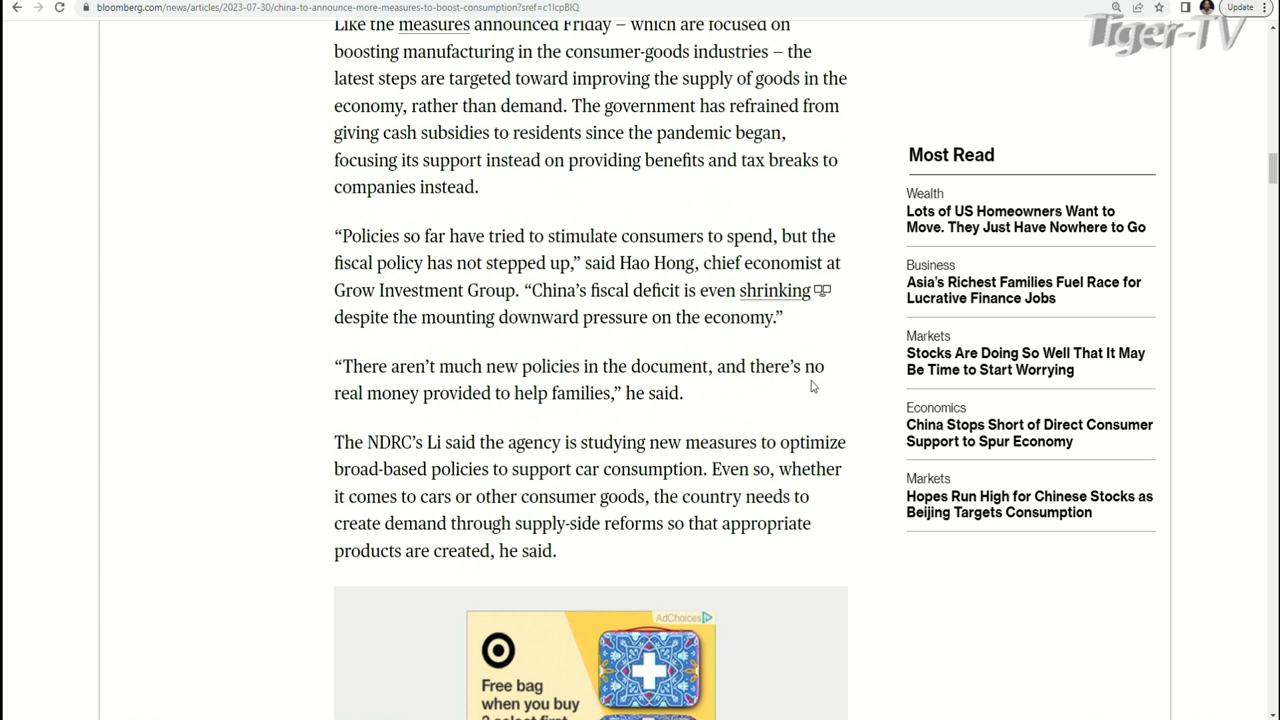 bloomberg.com/news/articles/2023-07-30/china-to-announce-more-measures-to-boost-consumption?sref=c1IcpBIQ
Update
Tiger-TV
Like the measures announced Friday – which are focused on
boosting manufacturing in the consumer-goods industries – the
latest steps are targeted toward improving the supply of goods in the
economy, rather than demand. The government has refrained from
giving cash subsidies to residents since the pandemic began,
focusing its support instead on providing benefits and tax breaks to
companies instead.
“Policies so far have tried to stimulate consumers to spend, but the
fiscal policy has not stepped up,” said Hao Hong, chief economist at
Grow Investment Group. “China’s fiscal deficit is even shrinking
despite the mounting downward pressure on the economy.”
“There aren’t much new policies in the document, and there’s no
real money provided to help families,” he said.
The NDRC’s Li said the agency is studying new measures to optimize
broad-based policies to support car consumption. Even so, whether
it comes to cars or other consumer goods, the country needs to
create demand through supply-side reforms so that appropriate
products are created, he said.
AdChoices
Free bag
when you buy
Most Read
Wealth
Lots of US Homeowners Want to
Move. They Just Have Nowhere to Go
Business
Asia’s Richest Families Fuel Race for
Lucrative Finance Jobs
Markets
Stocks Are Doing So Well That It May
Be Time to Start Worrying
Economics
China Stops Short of Direct Consumer
Support to Spur Economy
Markets
Hopes Run High for Chinese Stocks as
Beijing Targets Consumption